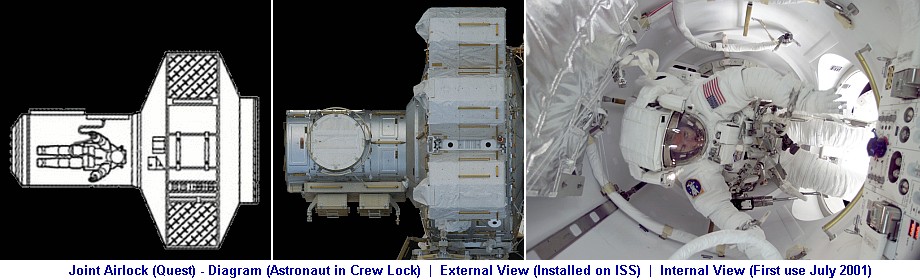 Joint Airlock (Quest) - Diagram (Astronaut in Crew Lock) | External View (Installed on ISS) | Internal View (First use July 2001)